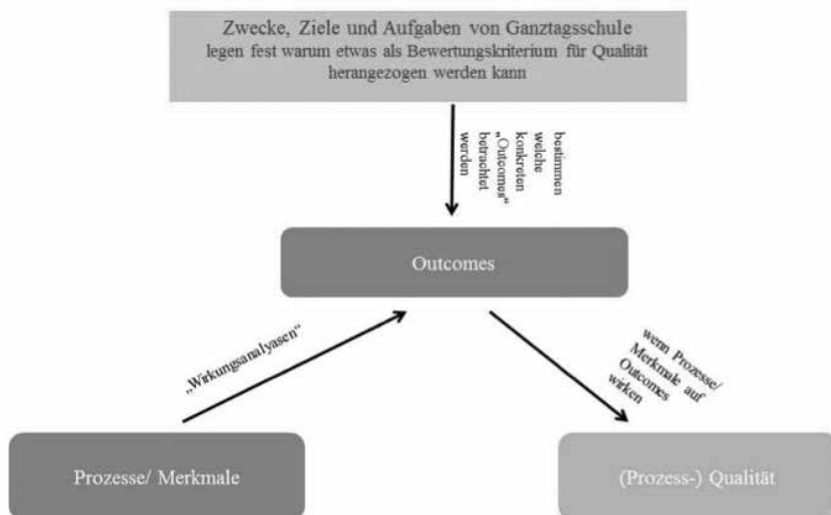 Zwecke, Ziele und Aufgaben von Ganztagsschule
legen fest warum etwas als Bewertungskriterium für Qualität
herangezogen werden kann
bestimmen
welche
konkreten
„Outcomes“
betrachtet
werden
Outcomes
„Wirkungsanalyasen“
wenn Prozesse/
Merkmale auf
Outcomes
wirken
Prozesse/ Merkmale
(Prozess-) Qualität